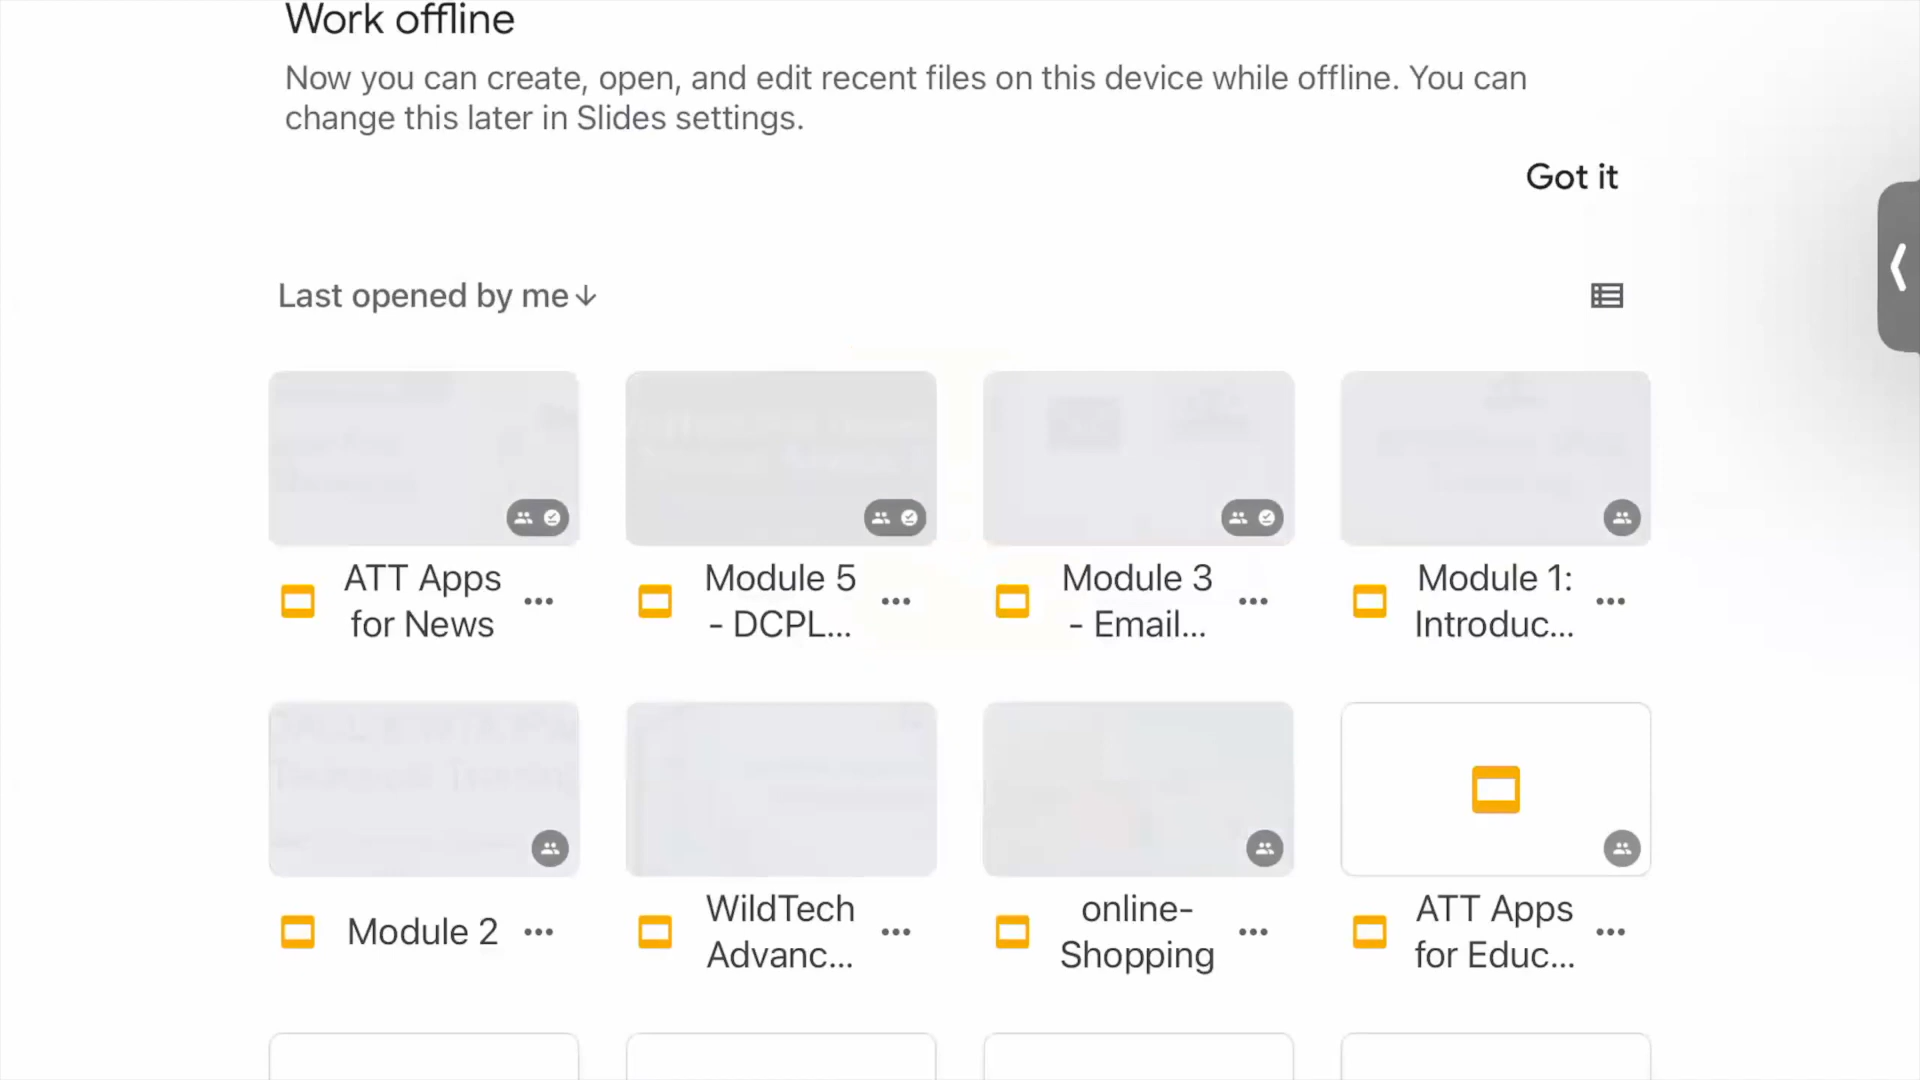 Work offline
Now you can create, open, and edit recent files on this device while offline. You can
change this later in Slides settings.
Got it
Last opened by me
ATT Apps
for News
Module 5
- DCPL...
Module 3
- Email...
Module 1:
Introduc...
Module 2
WildTech
Advanc...
online-
Shopping
ATT Apps
for Educ...